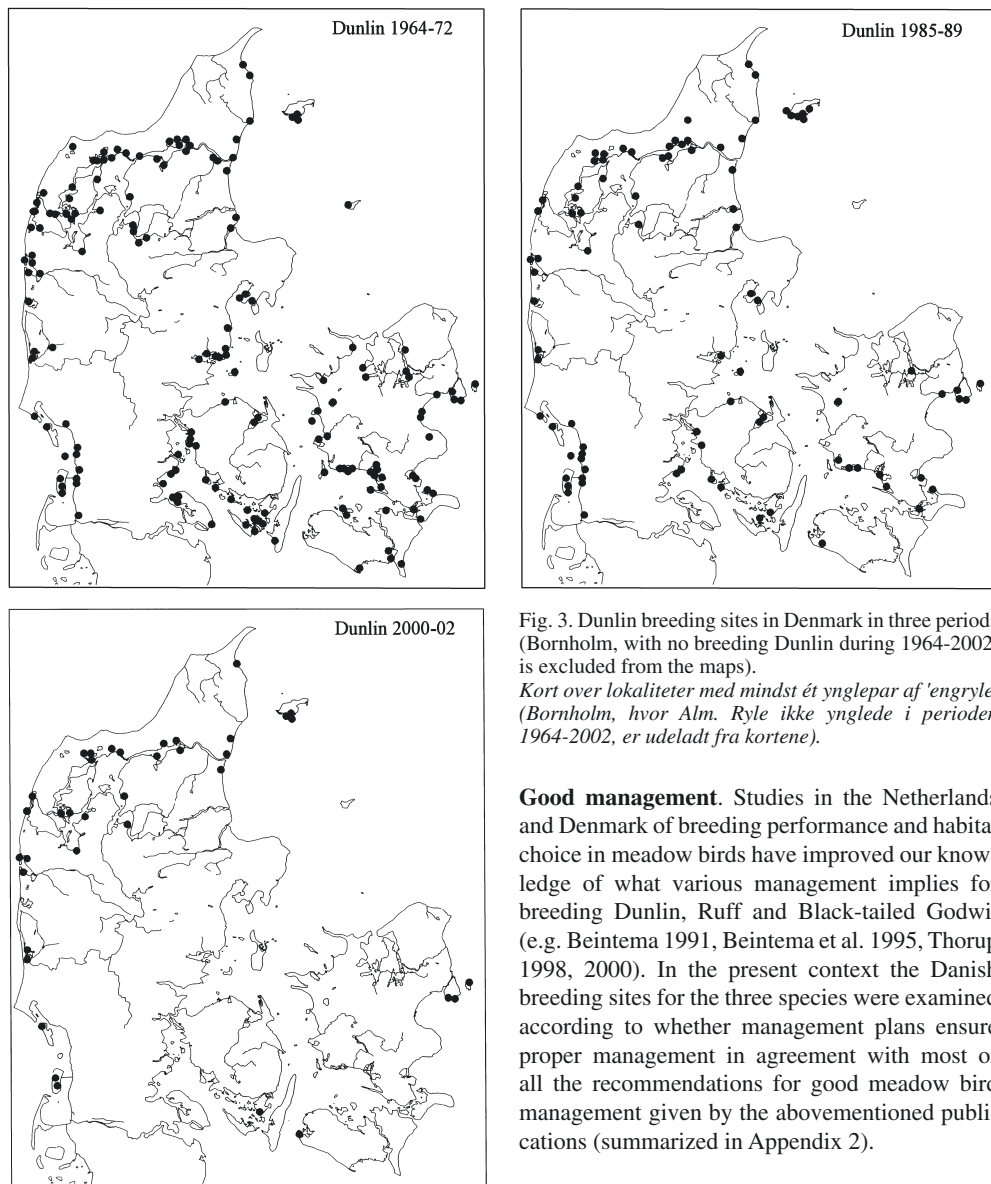 Dunlin 1964-72
Dunlin 1985-89
Dunlin 2000-02
Fig. 3. Dunlin breeding sites in Denmark in three periods
(Bornholm, with no breeding Dunlin during 1964-2002
is excluded from the maps).
Kort over lokaliteter med mindst ét ynglepar af 'engryle
(Bornholm, hvor Alm. Ryle ikke ynglede i perioden
1964-2002, er udeladt fra kortene).
Good management. Studies in the Netherlands
and Denmark of breeding performance and habita
choice in meadow birds have improved our know
ledge of what various management implies fo
breeding Dunlin, Ruff and Black-tailed Godwi
(e.g. Beintema 1991, Beintema et al. 1995, Thorup
1998, 2000). In the present context the Danish
breeding sites for the three species were examined
according to whether management plans ensure
proper management in agreement with most o
all the recommendations for good meadow bird
management given by the abovementioned publi
cations (summarized in Appendix 2).